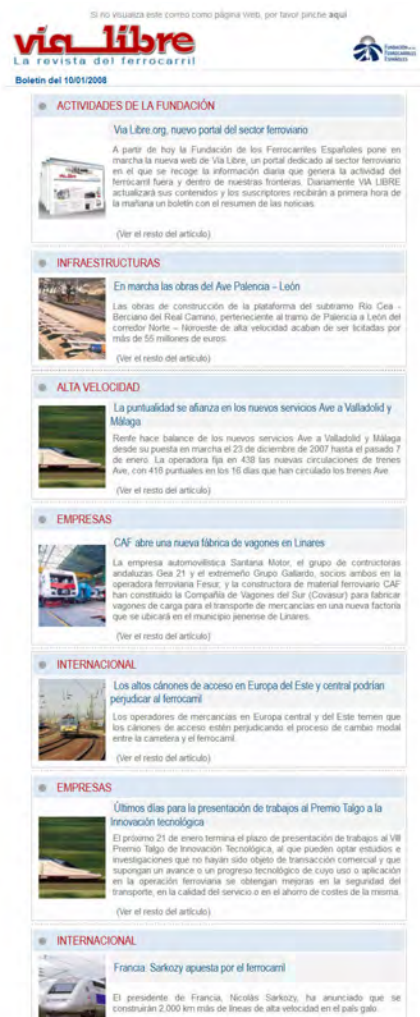 Si no visualiza este correo como página web, por favor pinche aquí
vía libre
La revista del ferrocarril
FUNDACIÓN DE LOS
FERROCARRILES
ESPAÑOLES
Boletín del 10/01/2008
ACTIVIDADES DE LA FUNDACIÓN
Vía Libre.org, nuevo portal del sector ferroviario
A partir de hoy la Fundación de los Ferrocarriles Españoles pone en
marcha la nueva web de Vía Libre, un portal dedicado al sector ferroviario
en el que se recoge la información diaria que genera la actividad del
ferrocarril fuera y dentro de nuestras fronteras. Diariamente VIA LIBRE
actualizará sus contenidos y los suscriptores recibirán a primera hora de
la mañana un boletín con el resumen de las noticias.
(Ver el resto del artículo)
INFRAESTRUCTURAS
En marcha las obras del Ave Palencia – León
Las obras de construcción de la plataforma del subtramo Río Cea -
Berciano del Real Camino, perteneciente al tramo de Palencia a León del
corredor Norte – Noroeste de alta velocidad acaban de ser licitadas por
más de 55 millones de euros.
(Ver el resto del artículo)
ALTA VELOCIDAD
La puntualidad se afianza en los nuevos servicios Ave a Valladolid y
Málaga
Renfe hace balance de los nuevos servicios Ave a Valladolid y Málaga
desde su puesta en marcha el 23 de diciembre de 2007 hasta el pasado 7
de enero. La operadora fija en 438 las nuevas circulaciones de trenes
Ave, con 416 puntuales en los 16 días que han circulado los trenes Ave.
(Ver el resto del artículo)
EMPRESAS
CAF abre una nueva fábrica de vagones en Linares
La empresa automovilística Santana Motor, el grupo de contructoras
andaluzas Gea 21 y el extremeño Grupo Gallardo, socios ambos en la
operadora ferroviaria Fesur, y la constructora de material ferroviario CAF
han constituido la Compañía de Vagones del Sur (Covasur) para fabricar
vagones de carga para el transporte de mercancías en una nueva factoría
que se ubicará en el municipio jienense de Linares.
(Ver el resto del artículo)
INTERNACIONAL
Los altos cánones de acceso en Europa del Este y central podrían
perjudicar al ferrocarril
Los operadores de mercancías en Europa central y del Este temen que
los cánones de acceso estén perjudicando el proceso de cambio modal
entre la carretera y el ferrocarril.
(Ver el resto del artículo)
EMPRESAS
Últimos días para la presentación de trabajos al Premio Talgo a la
Innovación tecnológica
El próximo 21 de enero termina el plazo de presentación de trabajos al VIII
Premio Talgo de Innovación Tecnológica, al que pueden optar estudios e
investigaciones que no hayan sido objeto de transacción comercial y que
supongan un avance o un progreso tecnológico de cuyo uso o aplicación
en la operación ferroviaria se obtengan mejoras en la seguridad del
transporte, en la calidad del servicio o en el ahorro de costes de la misma.
(Ver el resto del artículo)
INTERNACIONAL
Francia: Sarkozy apuesta por el ferrocarril
El presidente de Francia, Nicolás Sarkozy, ha anunciado que se
construirán 2.000 km más de líneas de alta velocidad en el país galo.